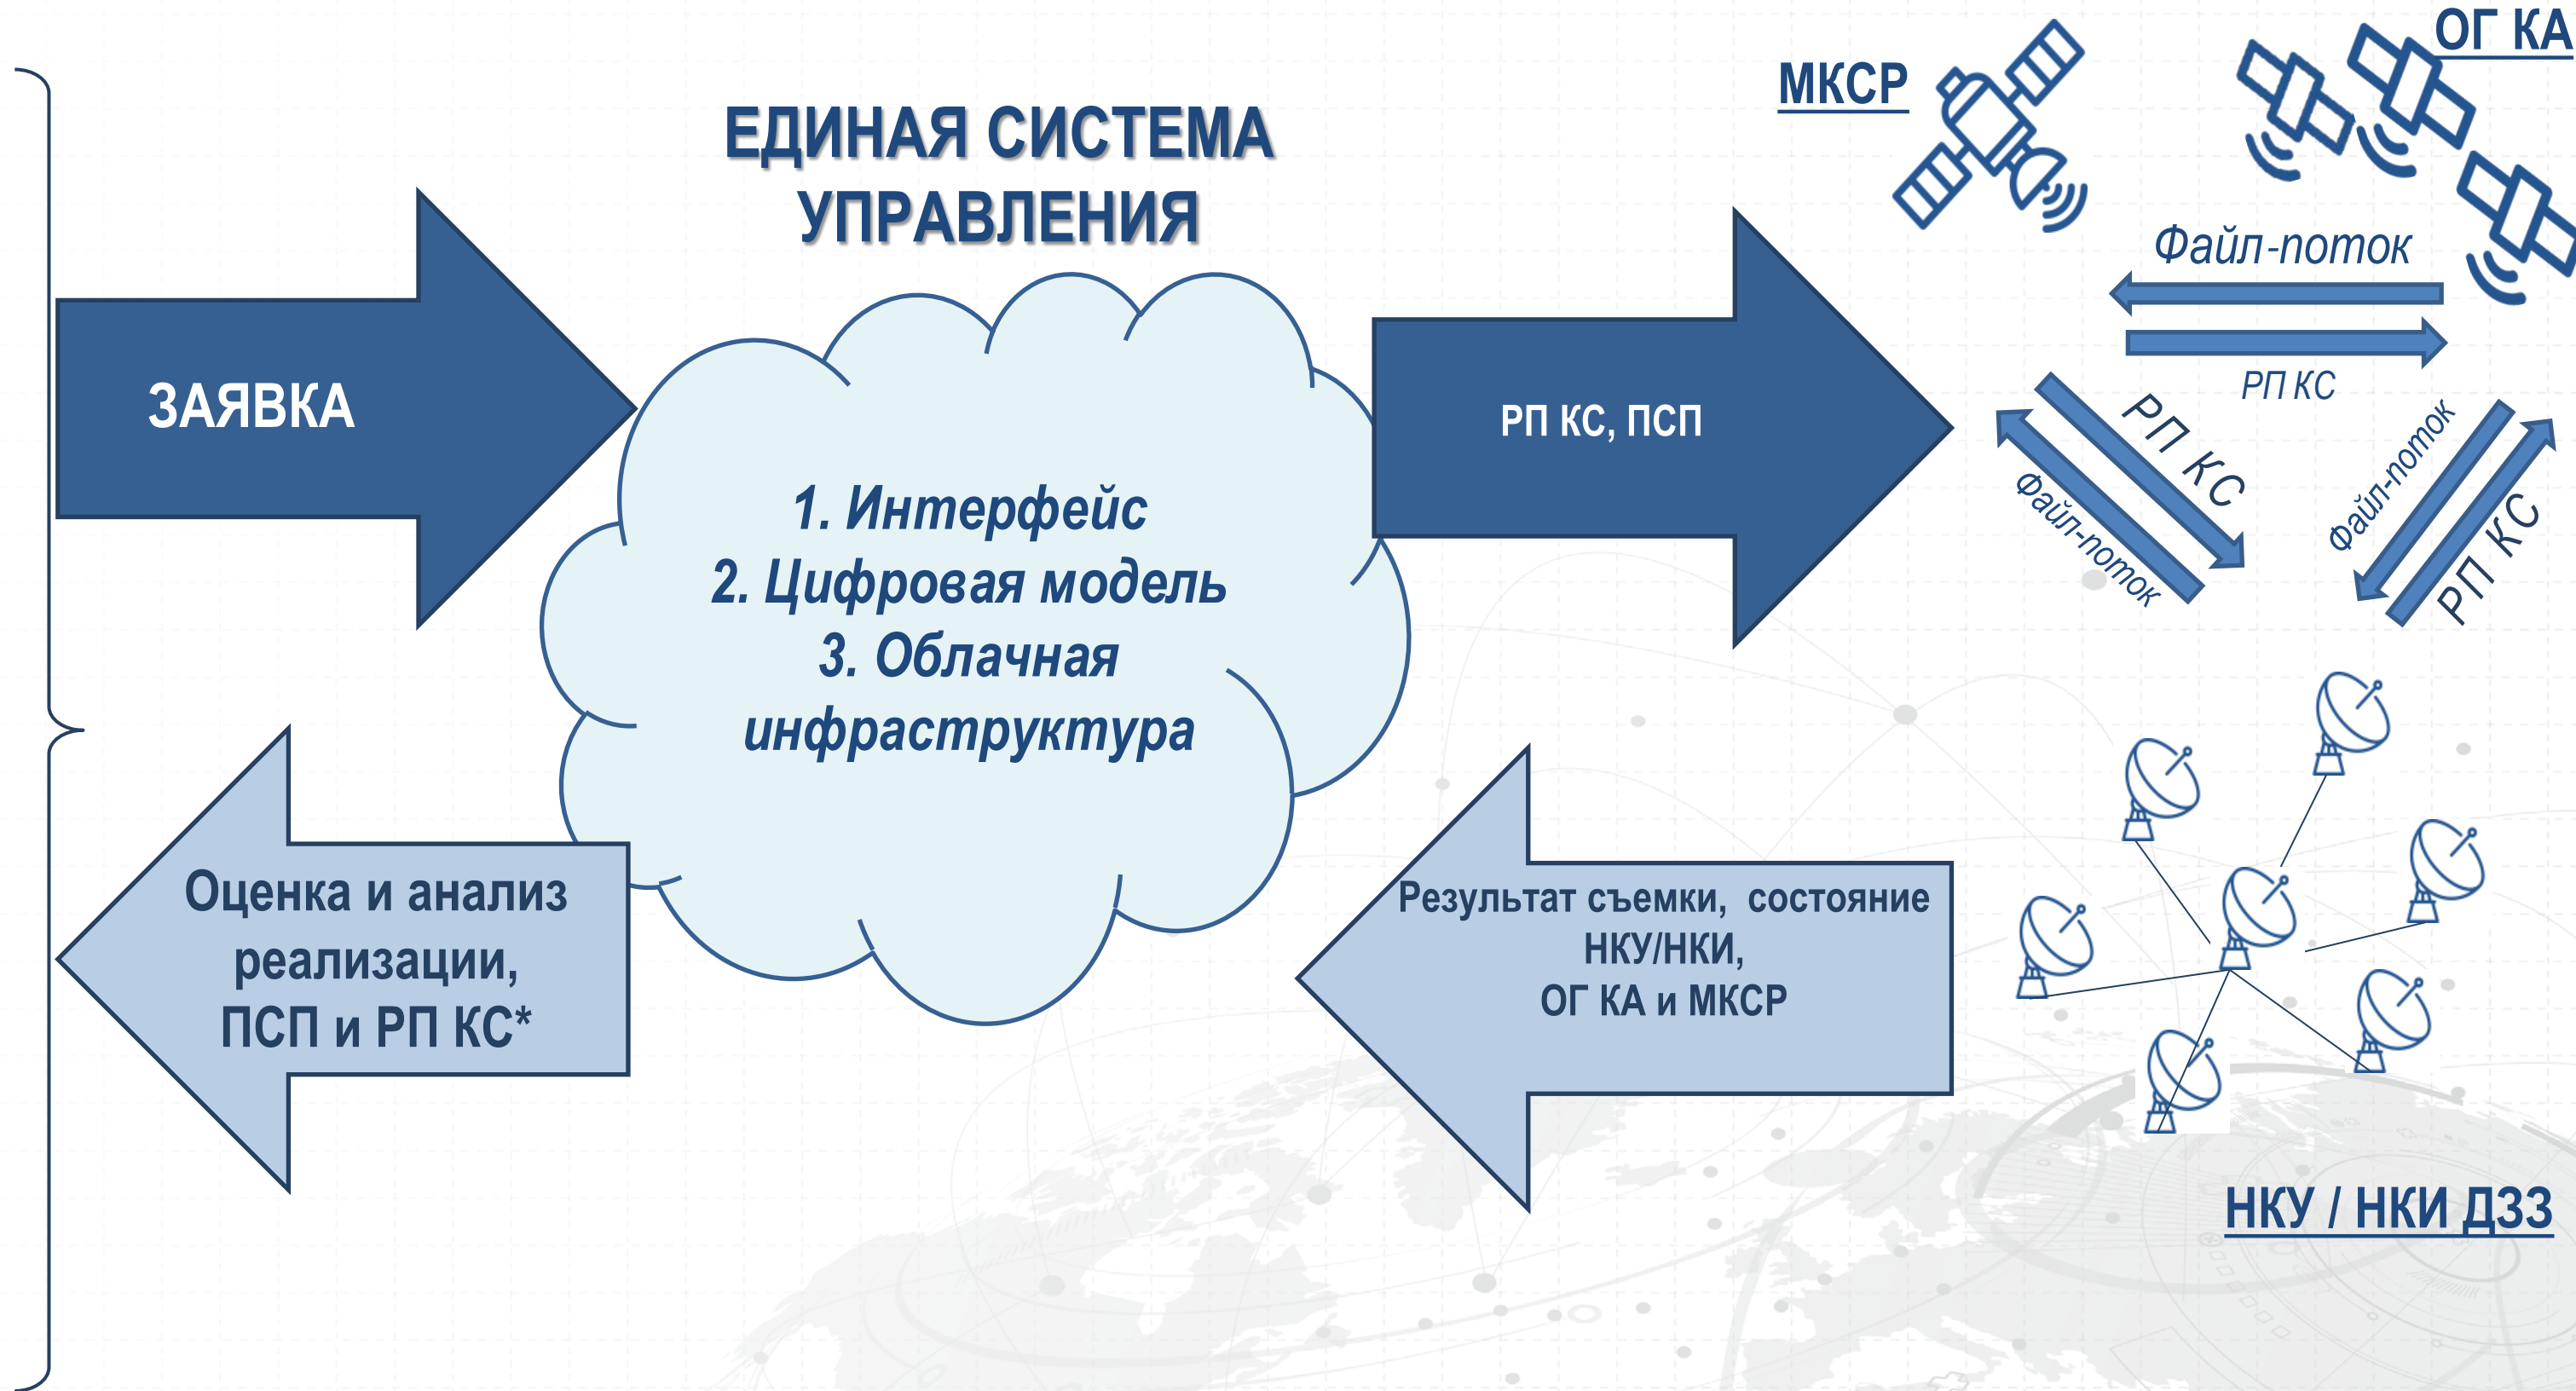 ОГ КА
МКСР
ЕДИНАЯ СИСТЕМА
УПРАВЛЕНИЯ
Файл-поток
РП КС
ЗАЯВКА
РП КС, ПСП
РП КС
Файл-поток
Файл-поток
РП КС
1. Интерфейс
2. Цифровая модель
3. Облачная
инфраструктура
Оценка и анализ
реализации,
ПСП и РП КС*
Результат съемки, состояние
НКУ/НКИ,
ОГ КА и МКСР
НКУ / НКИ ДЗЗ